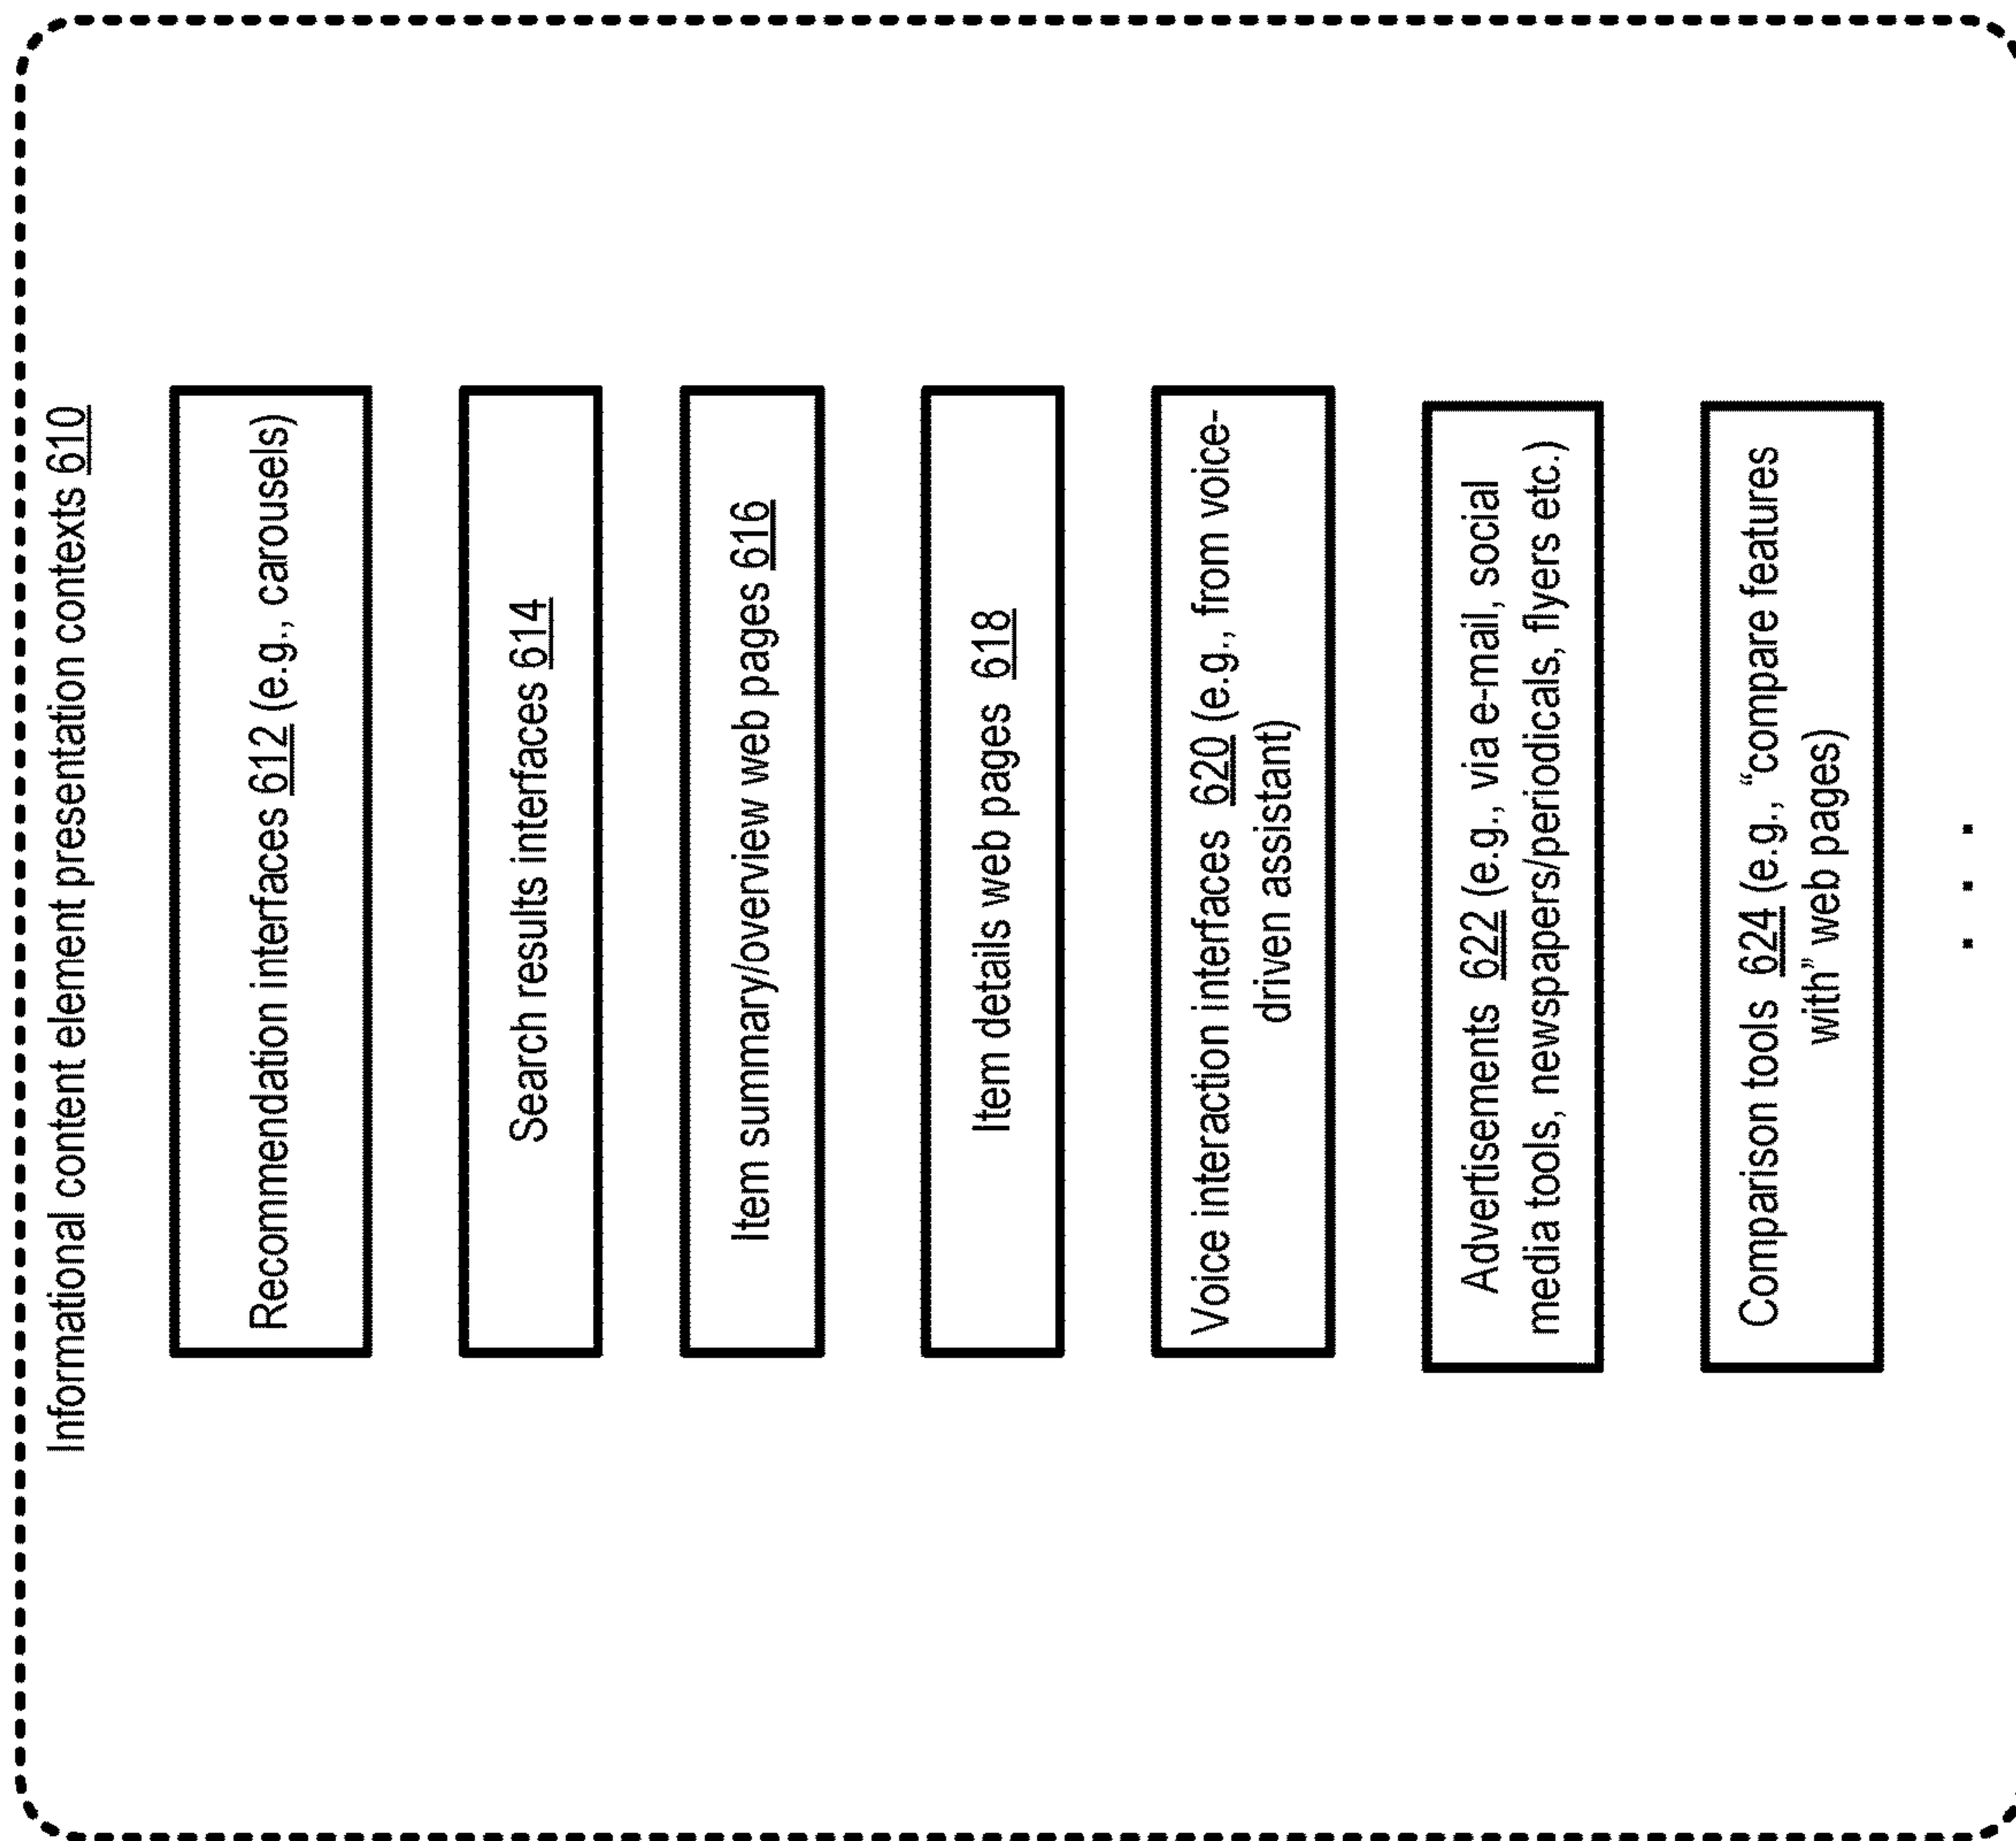 Informational content element presentation contexts 610
Recommendation interfaces 612 (e.g., carousels)
Search results interfaces 614
Item summary/overview web pages 616
Item details web pages 618
Voice interaction interfaces 620 (e.g., from voice-
driven assistant)
Advertisements 622 (e.g., via e-mail, social
media tools, newspapers/periodicals, flyers etc.)
Comparison tools 624 (e.g., “compare features
with” web pages)
. . .